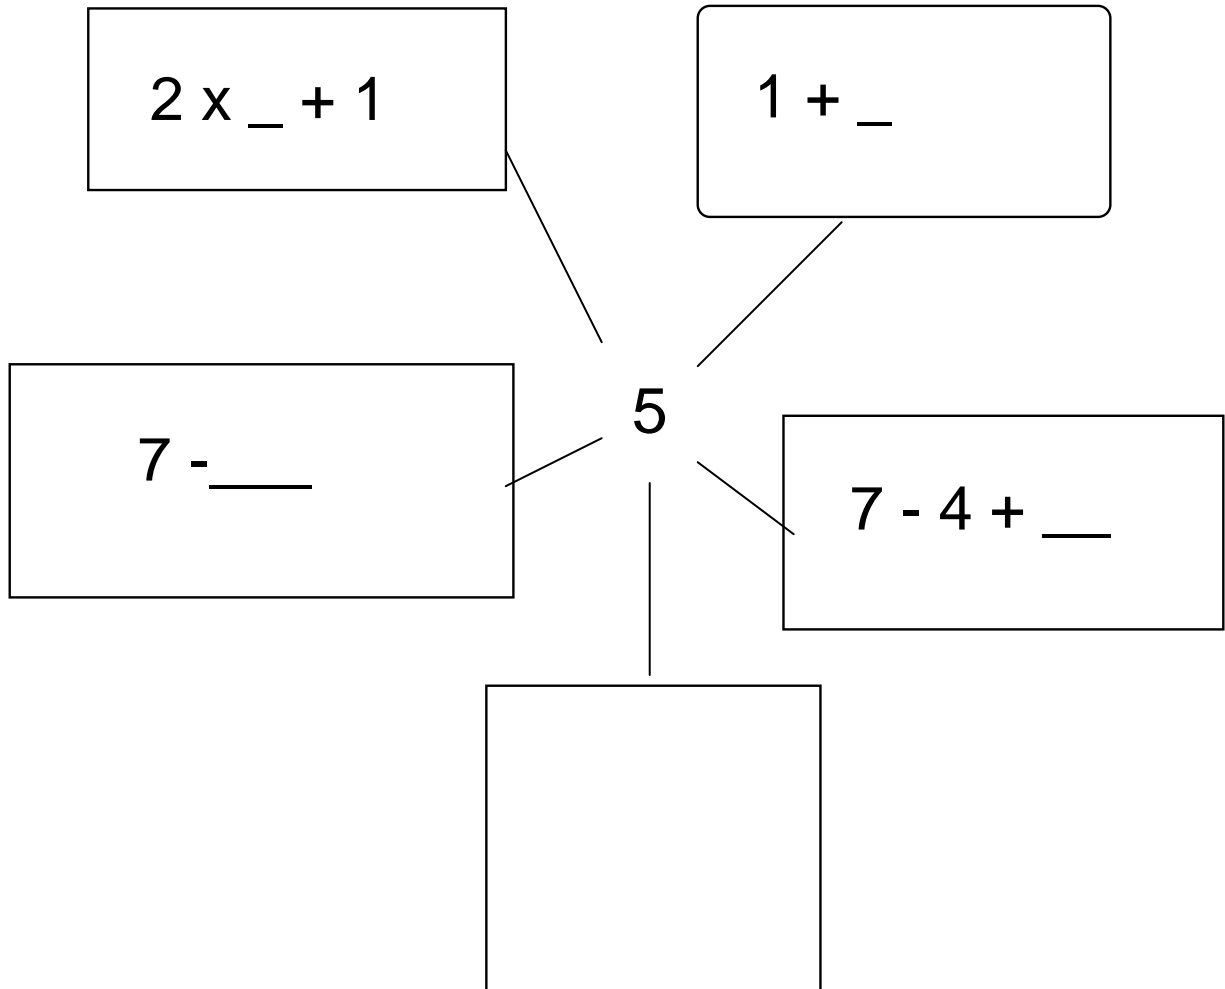 2 x _ + 1
1 + _
5
7 -___
7 - 4 + __